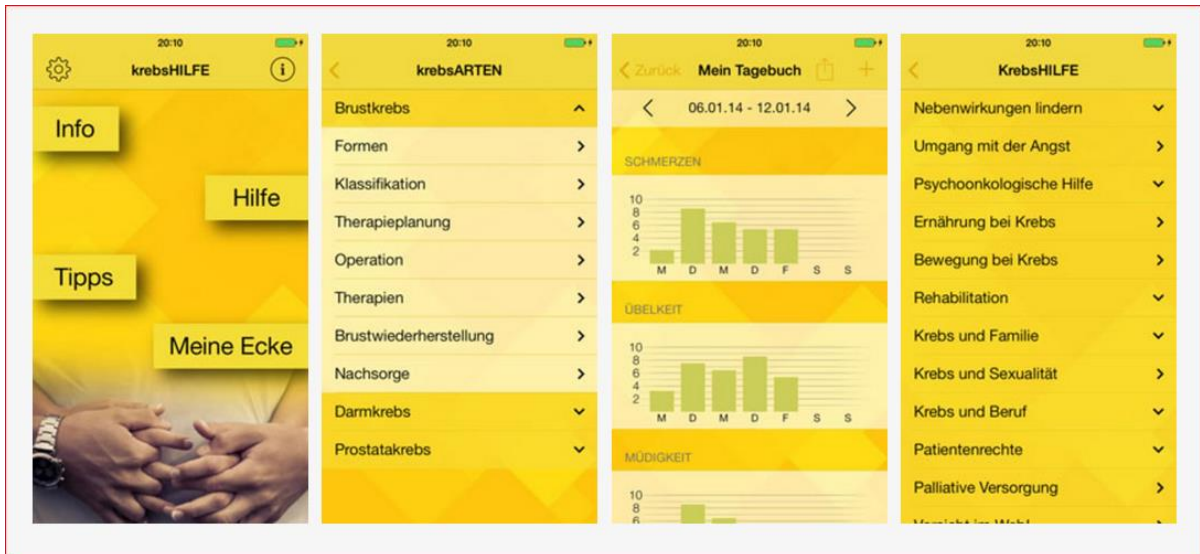 20:10
krebsHILFE
i
Info
Hilfe
Tipps
Meine Ecke
20:10
krebsARTEN
Brustkrebs
Formen
Klassifikation
Therapieplanung
Operation
Therapien
Brustwiederherstellung
Nachsorge
Darmkrebs
Prostatakrebs
20:10
Zurück Mein Tagebuch
06.01.14 - 12.01.14
SCHMERZEN
10
8
6
4
2
M D M D F S S
ÜBELKEIT
10
8
6
4
2
M D M D F S S
MÜDIGKEIT
10
8
6
20:10
KrebsHILFE
Nebenwirkungen lindern
Umgang mit der Angst
Psychoonkologische Hilfe
Ernährung bei Krebs
Bewegung bei Krebs
Rehabilitation
Krebs und Familie
Krebs und Sexualität
Krebs und Beruf
Patientenrechte
Palliative Versorgung